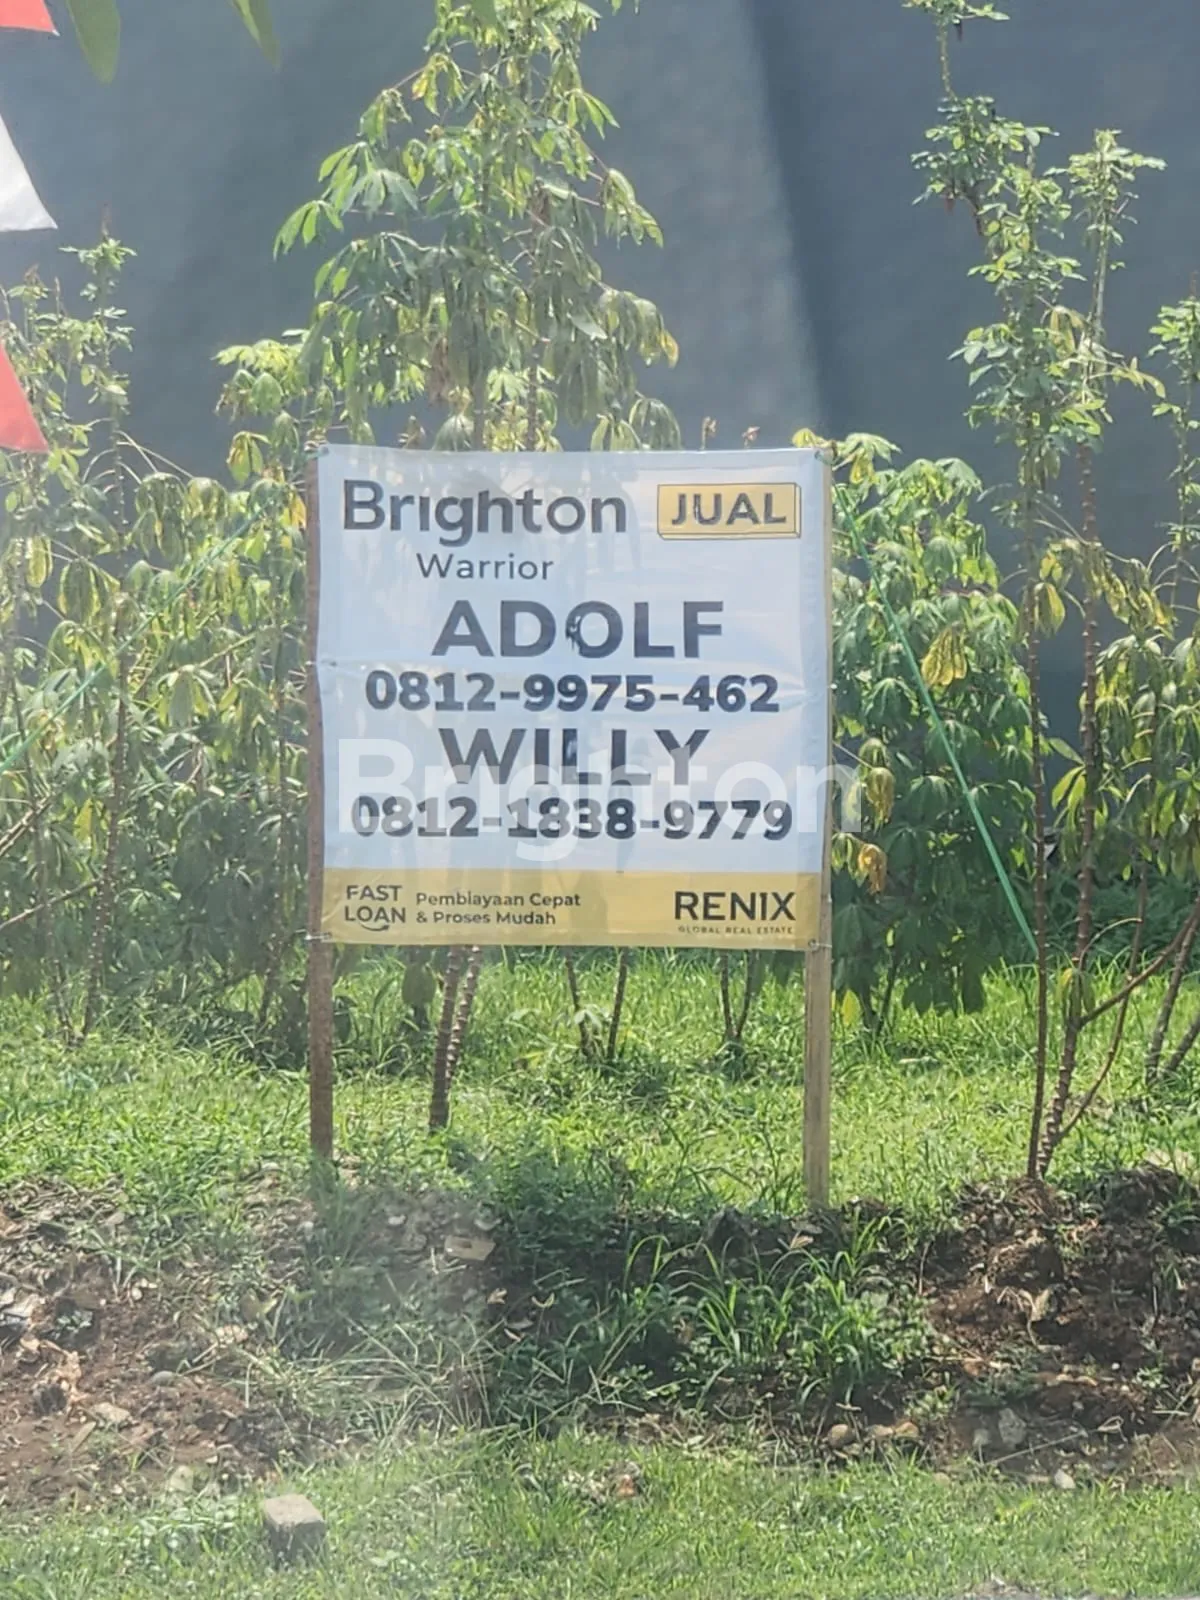 Brighton JUAL
Warrior
ADOLF
0812-9975-462
WILLY
Brighton
0812-1838-9779
FAST LOAN Pembiayaan Cepat & Proses Mudah
RENIX
GLOBAL REAL ESTATE